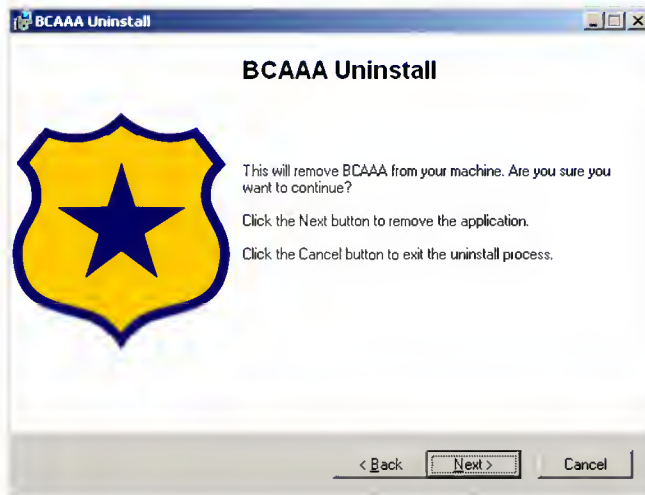 BCAAA Uninstall
BCAAA Uninstall
This will remove BCAAA from your machine. Are you sure you
want to continue?
Click the Next button to remove the application.
Click the Cancel button to exit the uninstall process.
< Back
Next >
Cancel